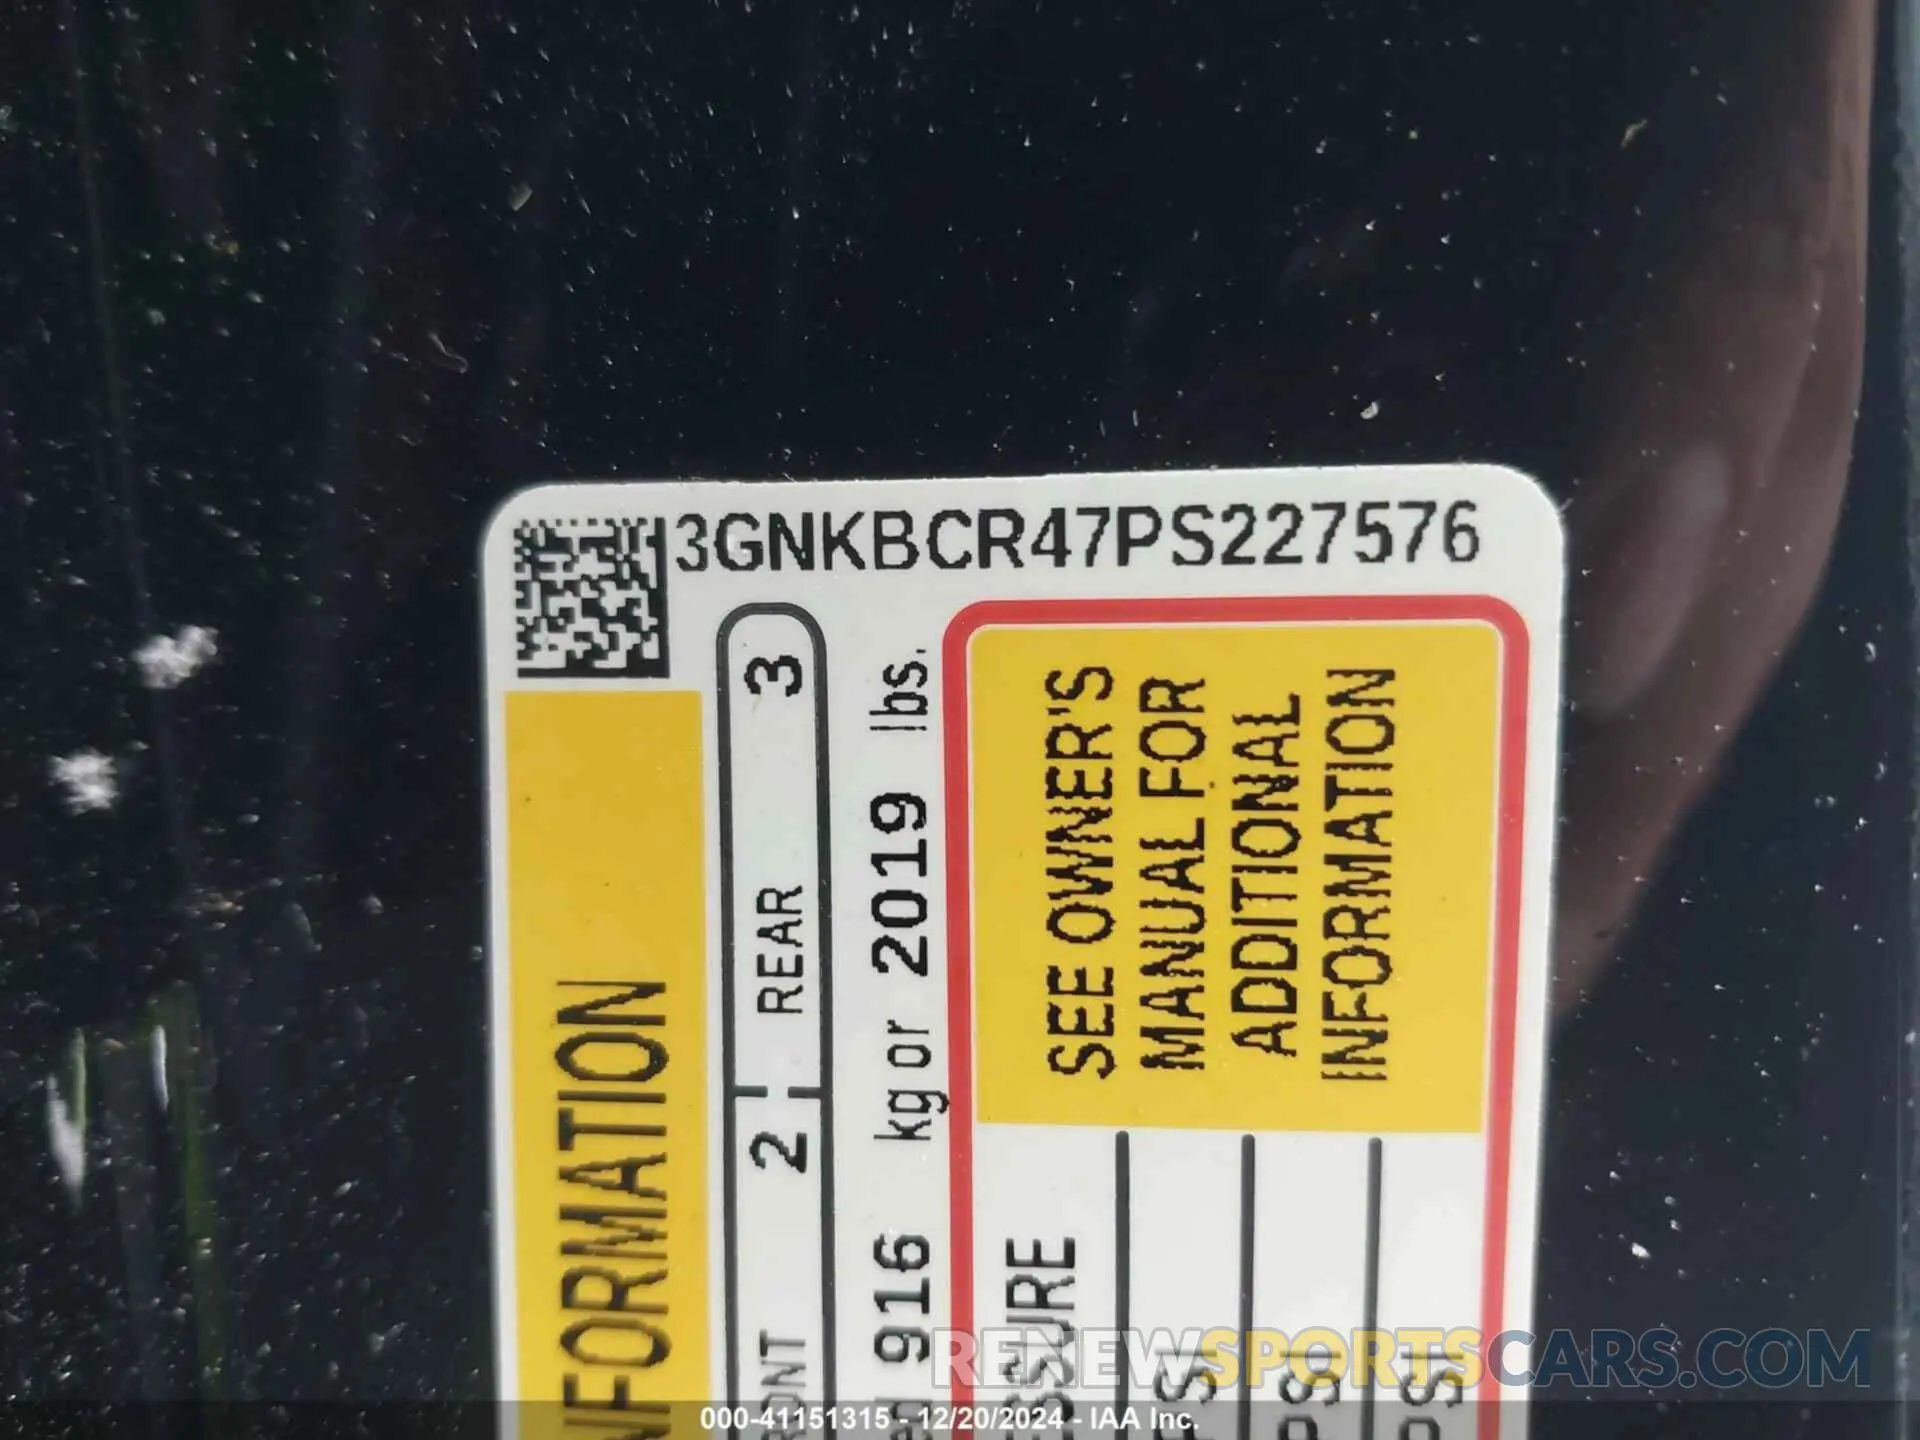 3GNKBCR47PS227576
INFORMATION
2 REAR 3
916 kg or 2019 lbs.
SEE OWNER'S
MANUAL FOR
ADDITIONAL
INFORMATION
RENEWSPORTSCARS.COM
000-41151315 - 12/20/2024 - IAA Inc.